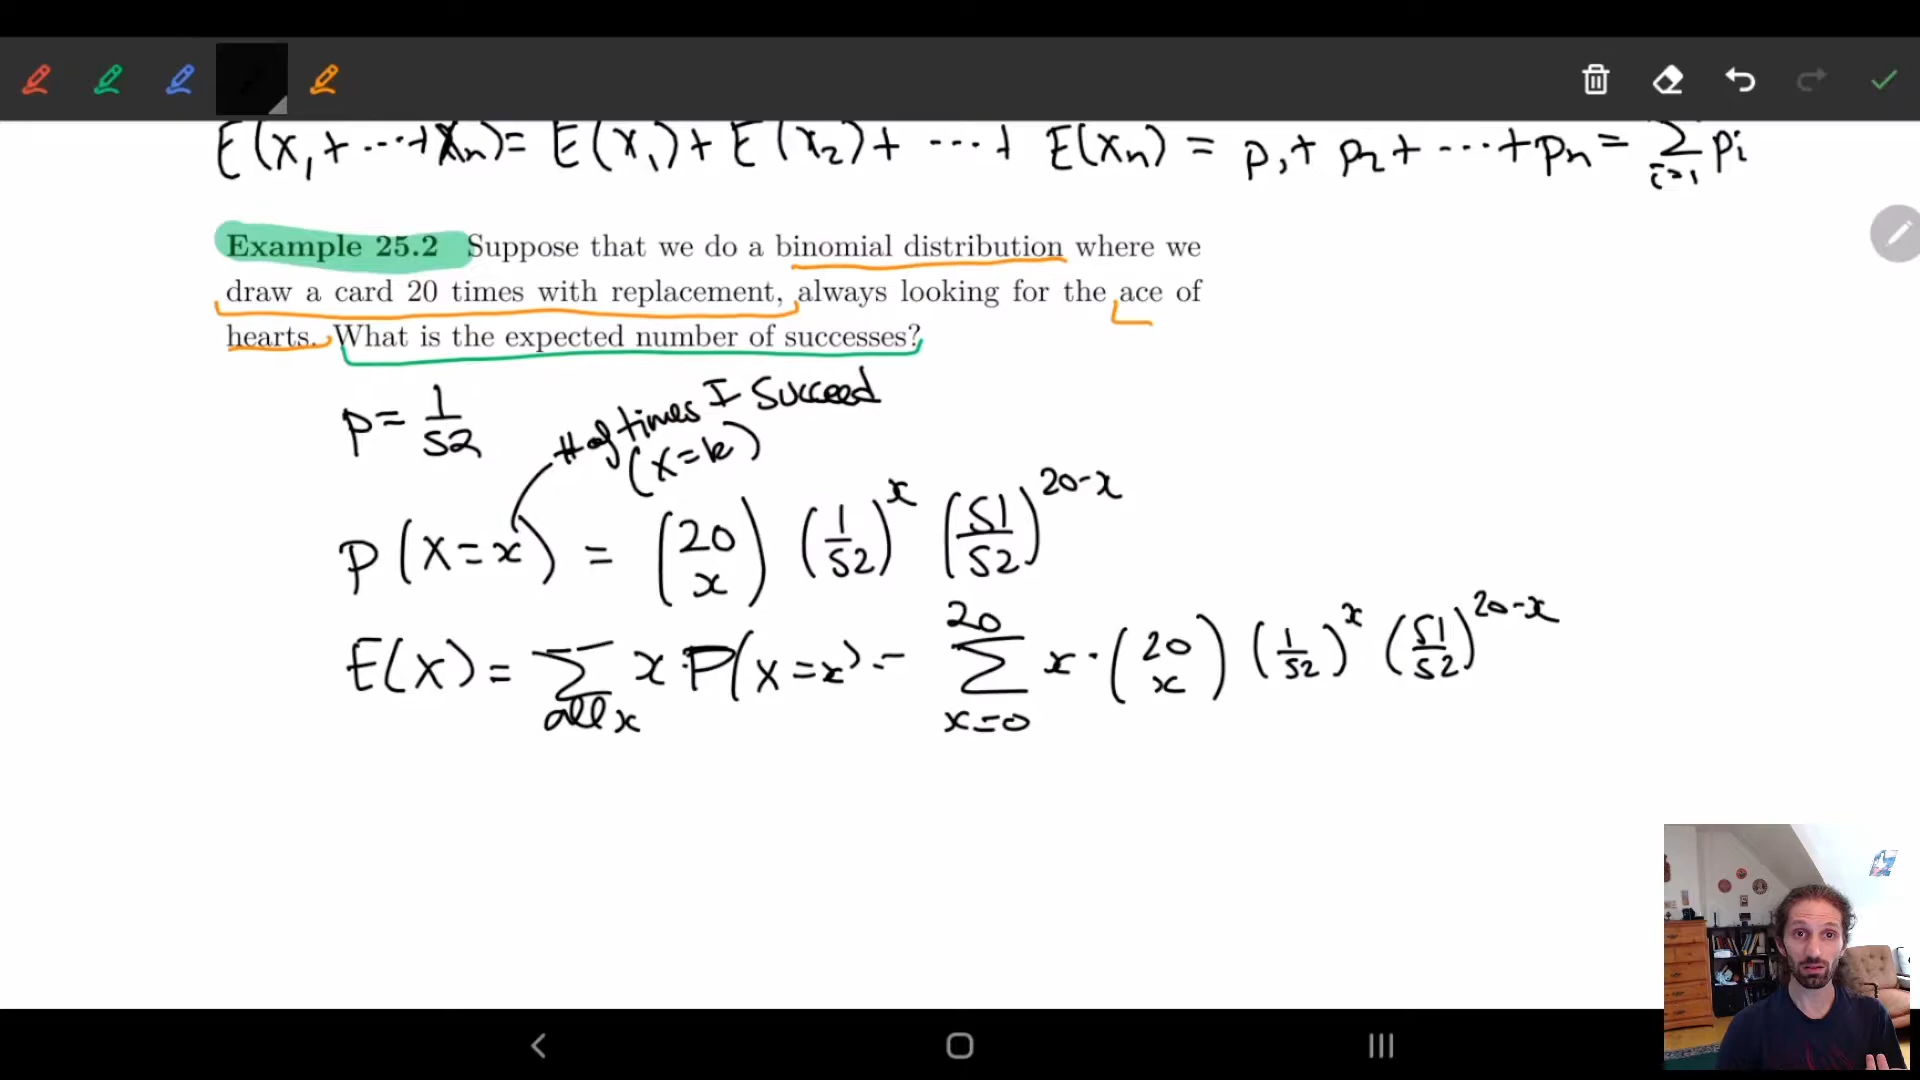 E(x₁+⋯+Xₙ)= E(x₁)+E(x₂)+⋯+ E(xₙ) = p₁+ p₂+⋯+pₙ= ∑_{i=1} pᵢ
Example 25.2 Suppose that we do a binomial distribution where we
draw a card 20 times with replacement, always looking for the ace of
hearts. What is the expected number of successes?
# of times I Succeed
(x=k)
p= 1/52
P(X=x) = (20 x) (1/52)^x (51/52)^{20-x}
E(X)= ∑_{all x} x·P(x=x) = ∑_{x=0}^{20} x·(20 x) (1/52)^x (51/52)^{20-x}